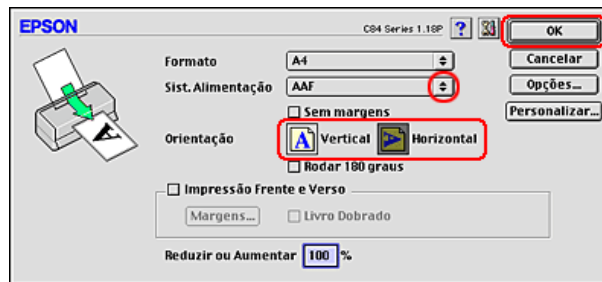 EPSON
C84 Series 1.18P ? OK
Formato A4 Cancelar
Sist. Alimentação AAF Opções...
Sem margens Personalizar...
Orientação A Vertical A Horizontal
Rodar 180 graus
Impressão Frente e Verso
Margens... Livro Dobrado
Reduzir ou Aumentar 100 %
A